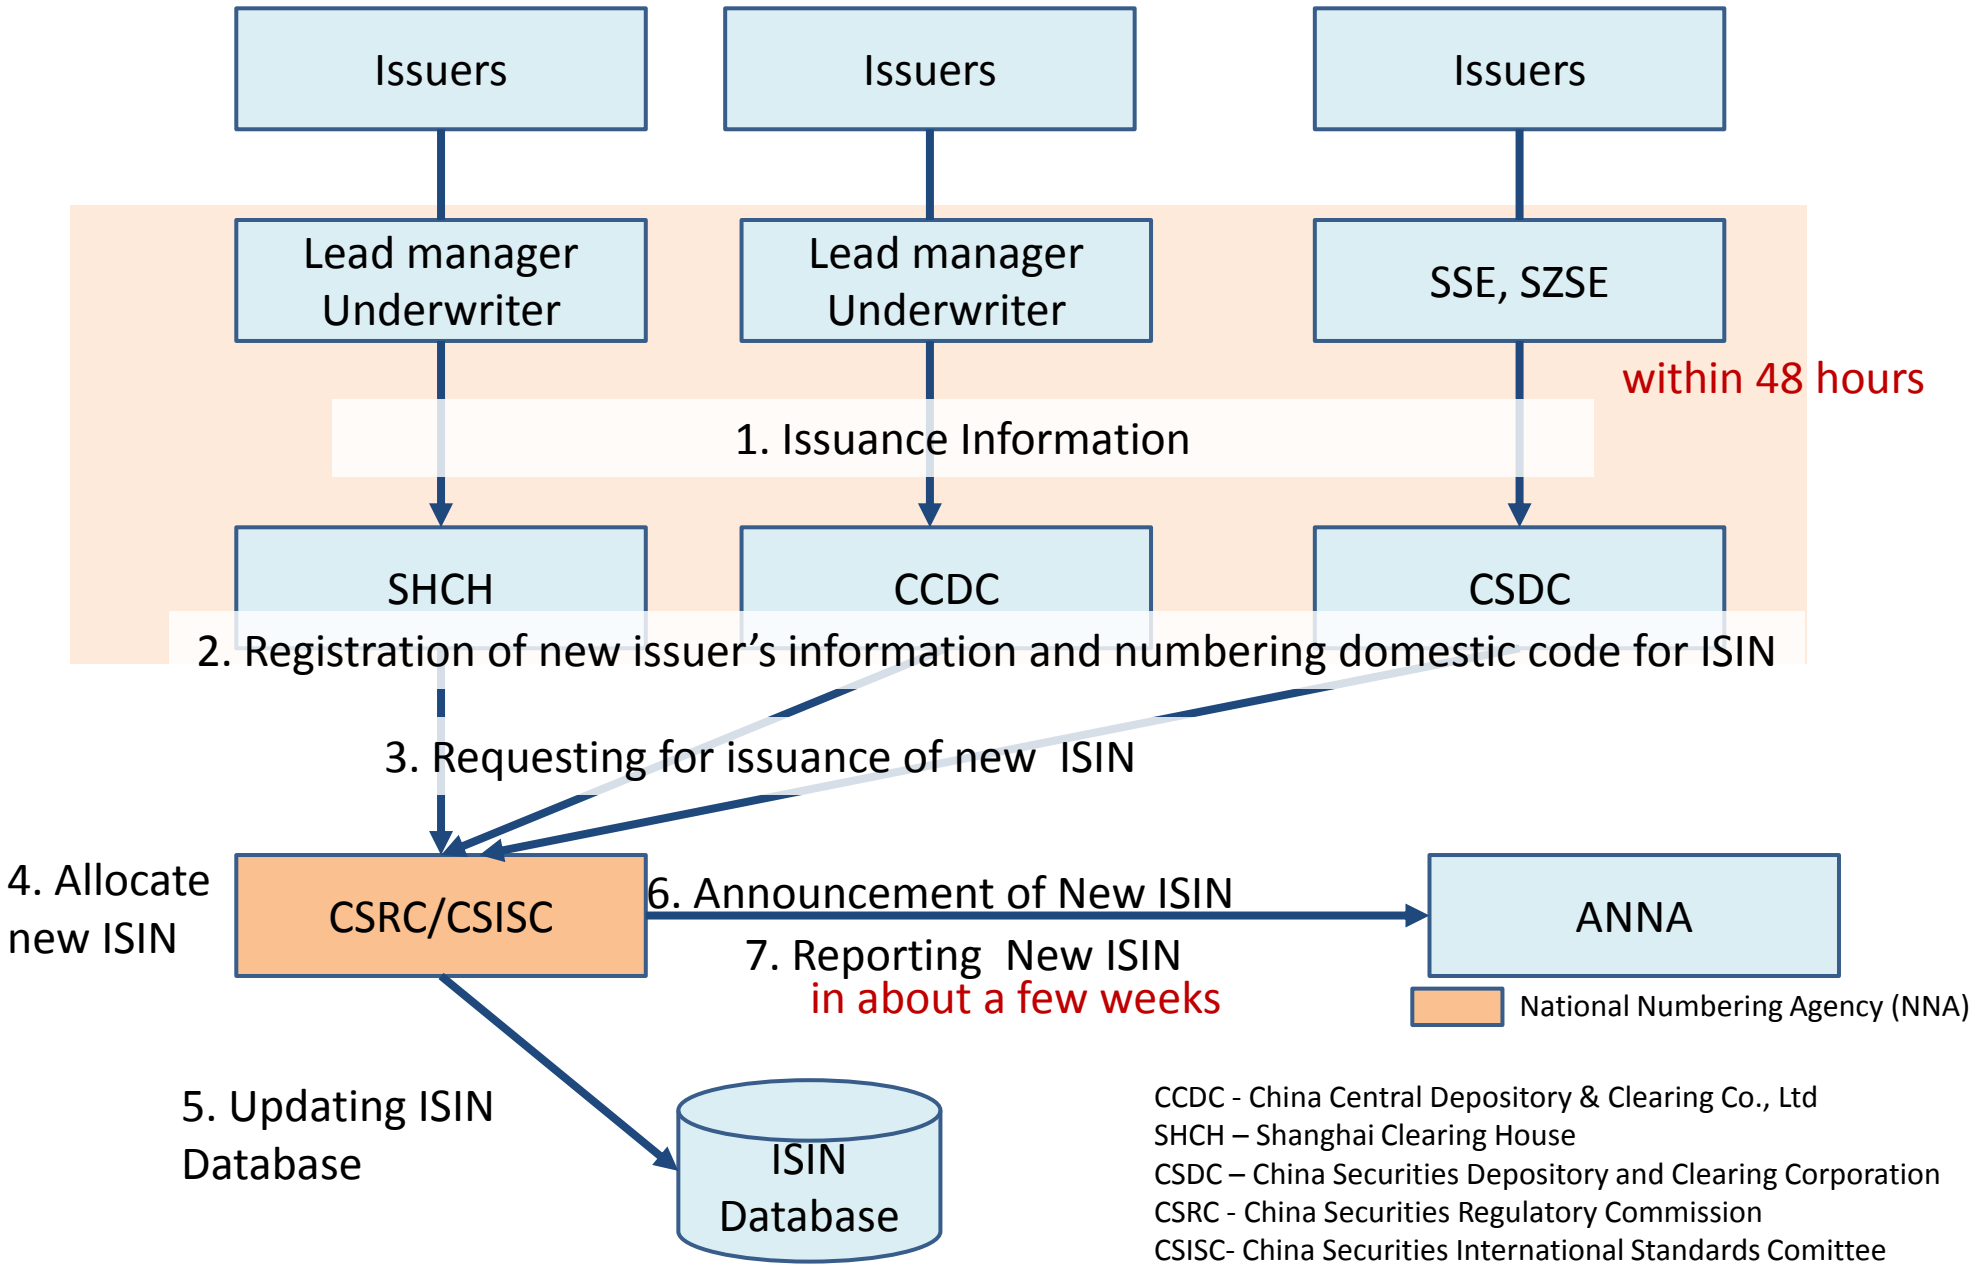 Issuers
Issuers
Issuers
Lead manager
Underwriter
Lead manager
Underwriter
SSE, SZSE
within 48 hours
1. Issuance Information
SHCH
CCDC
CSDC
2. Registration of new issuer’s information and numbering domestic code for ISIN
3. Requesting for issuance of new ISIN
4. Allocate
new ISIN
CSRC/CSISC
6. Announcement of New ISIN
7. Reporting New ISIN
in about a few weeks
ANNA
National Numbering Agency (NNA)
5. Updating ISIN
Database
ISIN
Database
CCDC - China Central Depository & Clearing Co., Ltd
SHCH – Shanghai Clearing House
CSDC – China Securities Depository and Clearing Corporation
CSRC - China Securities Regulatory Commission
CSISC- China Securities International Standards Comittee